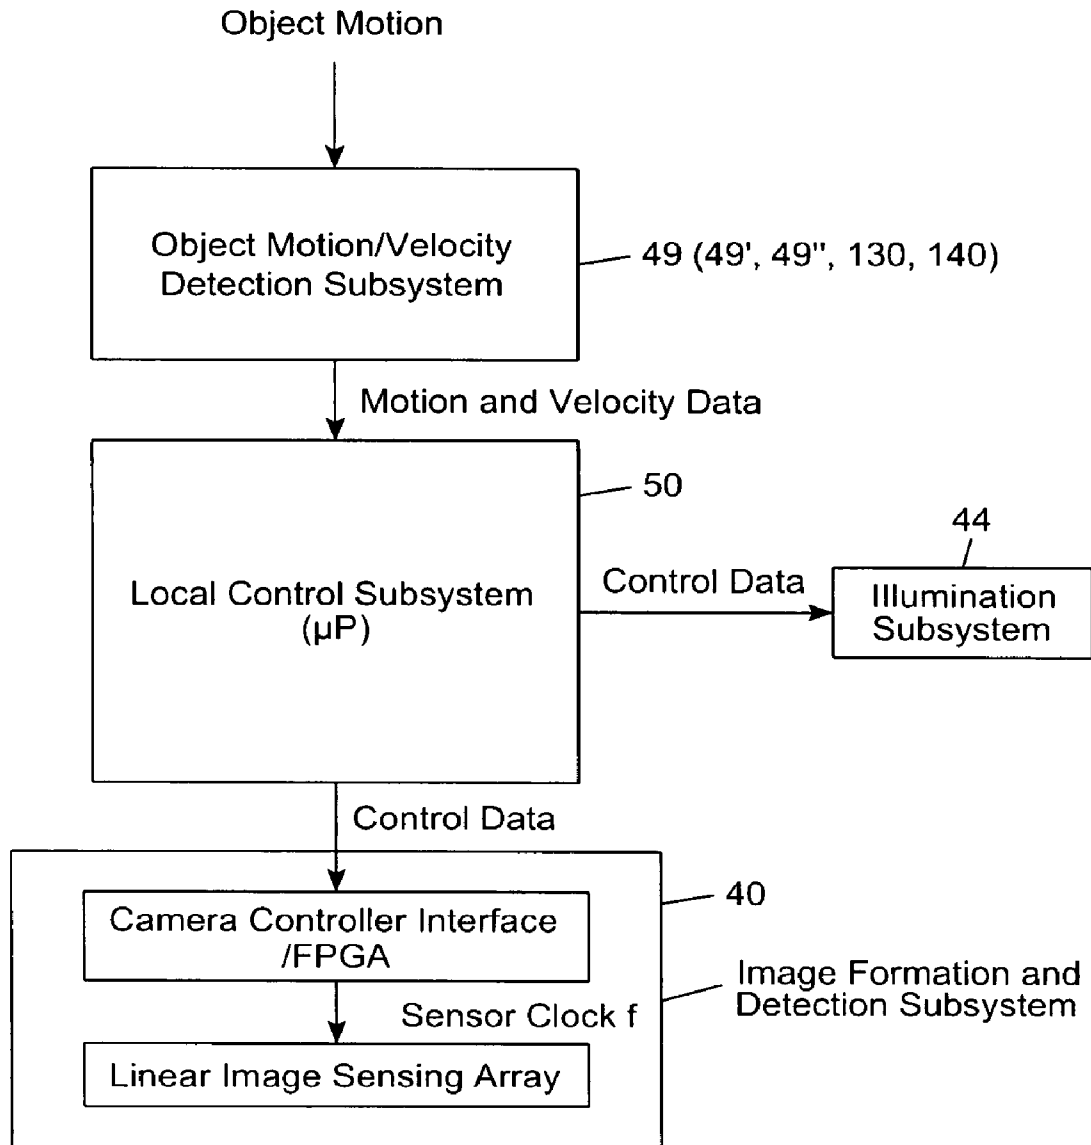 Object Motion
Object Motion/Velocity
Detection Subsystem
49 (49', 49", 130, 140)
Motion and Velocity Data
50
Local Control Subsystem
(µP)
Control Data
44
Illumination
Subsystem
Control Data
40
Camera Controller Interface
/FPGA
Image Formation and
Detection Subsystem
Sensor Clock f
Linear Image Sensing Array